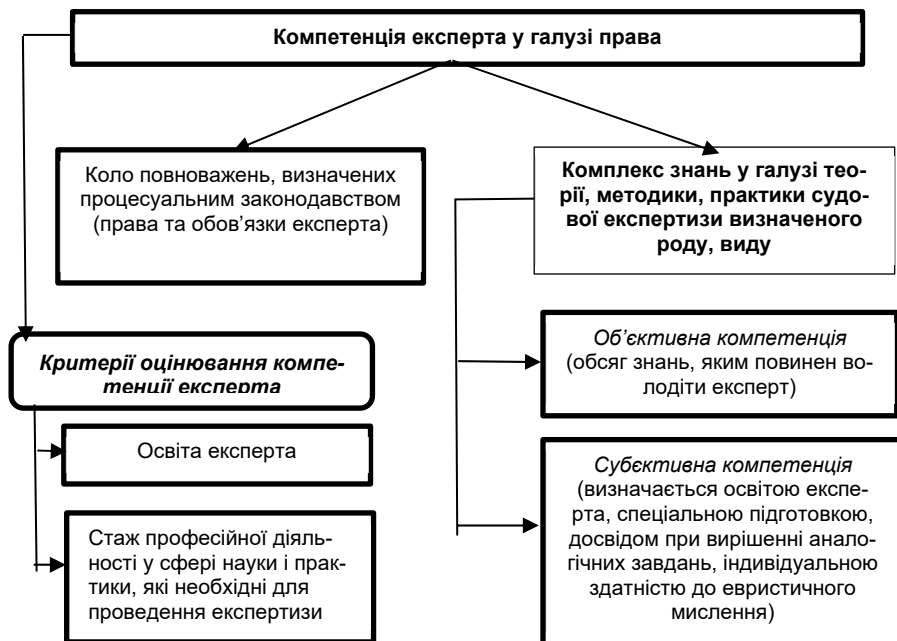 Компетенція експерта у галузі права
Коло повноважень, визначених
процесуальним законодавством
(права та обов’язки експерта)
Комплекс знань у галузі тео-
рії, методики, практики судо-
вої експертизи визначеного
роду, виду
Критерії оцінювання компе-
тенції експерта
Освіта експерта
Стаж професійної діяль-
ності у сфері науки і прак-
тики, які необхідні для
проведення експертизи
Об’єктивна компетенція
(обсяг знань, яким повинен во-
лодіти експерт)
Субєктивна компетенція
(визначається освітою експе-
рта, спеціальною підготовкою,
досвідом при вирішенні анало-
гічних завдань, індивідуальною
здатністю до евристичного
мислення)